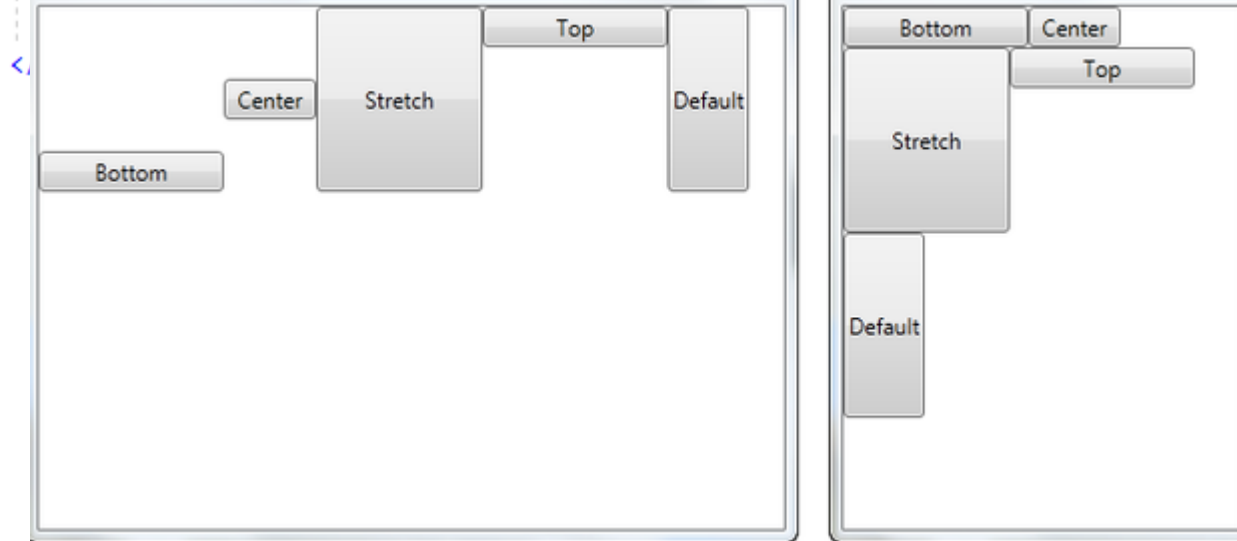 </
Top
Center
Stretch
Default
Bottom
Bottom
Center
Top
Stretch
Default